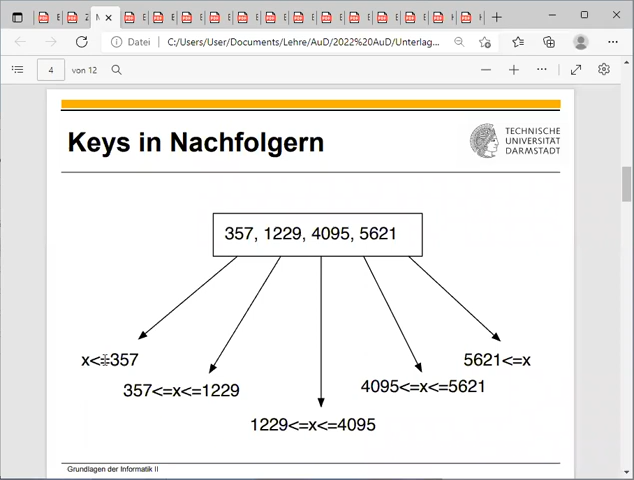 Datei
C:/Users/User/Documents/Lehre/AuD/2022%20AuD/Unterlag...
4 von 12
Keys in Nachfolgern
TECHNISCHE
UNIVERSITÄT
DARMSTADT
357, 1229, 4095, 5621
x<=357
5621<=x
357<=x<=1229
4095<=x<=5621
1229<=x<=4095
Grundlagen der Informatik II